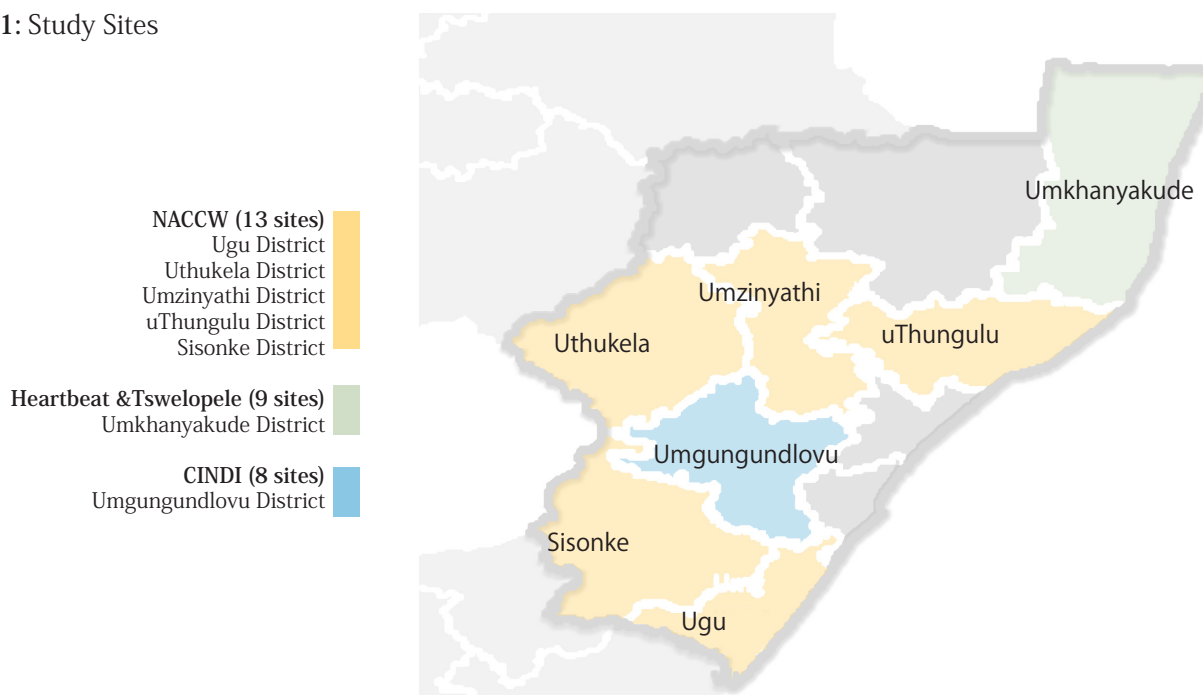 1: Study Sites
NACCW (13 sites)
Ugu District
Uthukela District
Umzinyathi District
uThungulu District
Sisonke District
Heartbeat &Tswelopele (9 sites)
Umkhanyakude District
CINDI (8 sites)
Umgungundlovu District
Umkhanyakude
Umzinyathi
uThungulu
Uthukela
Umgungundlovu
Sisonke
Ugu